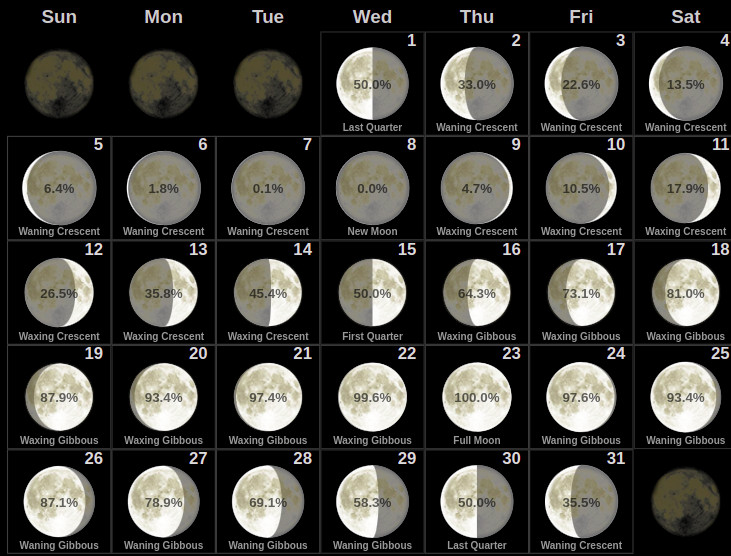 Sun Mon Tue Wed Thu Fri Sat
1 2 3 4
50.0% 33.0% 22.6% 13.5%
Last Quarter Waning Crescent Waning Crescent Waning Crescent
5 6 7 8 9 10 11
6.4% 1.8% 0.1% 0.0% 4.7% 10.5% 17.9%
Waning Crescent Waning Crescent Waning Crescent New Moon Waxing Crescent Waxing Crescent Waxing Crescent
12 13 14 15 16 17 18
26.5% 35.8% 45.4% 50.0% 64.3% 73.1% 81.0%
Waxing Crescent Waxing Crescent Waxing Crescent First Quarter Waxing Gibbous Waxing Gibbous Waxing Gibbous
19 20 21 22 23 24 25
87.9% 93.4% 97.4% 99.6% 100.0% 97.6% 93.4%
Waxing Gibbous Waxing Gibbous Waxing Gibbous Waxing Gibbous Full Moon Waning Gibbous Waning Gibbous
26 27 28 29 30 31
87.1% 78.9% 69.1% 58.3% 50.0% 35.5%
Waning Gibbous Waning Gibbous Waning Gibbous Waning Gibbous Last Quarter Waning Crescent